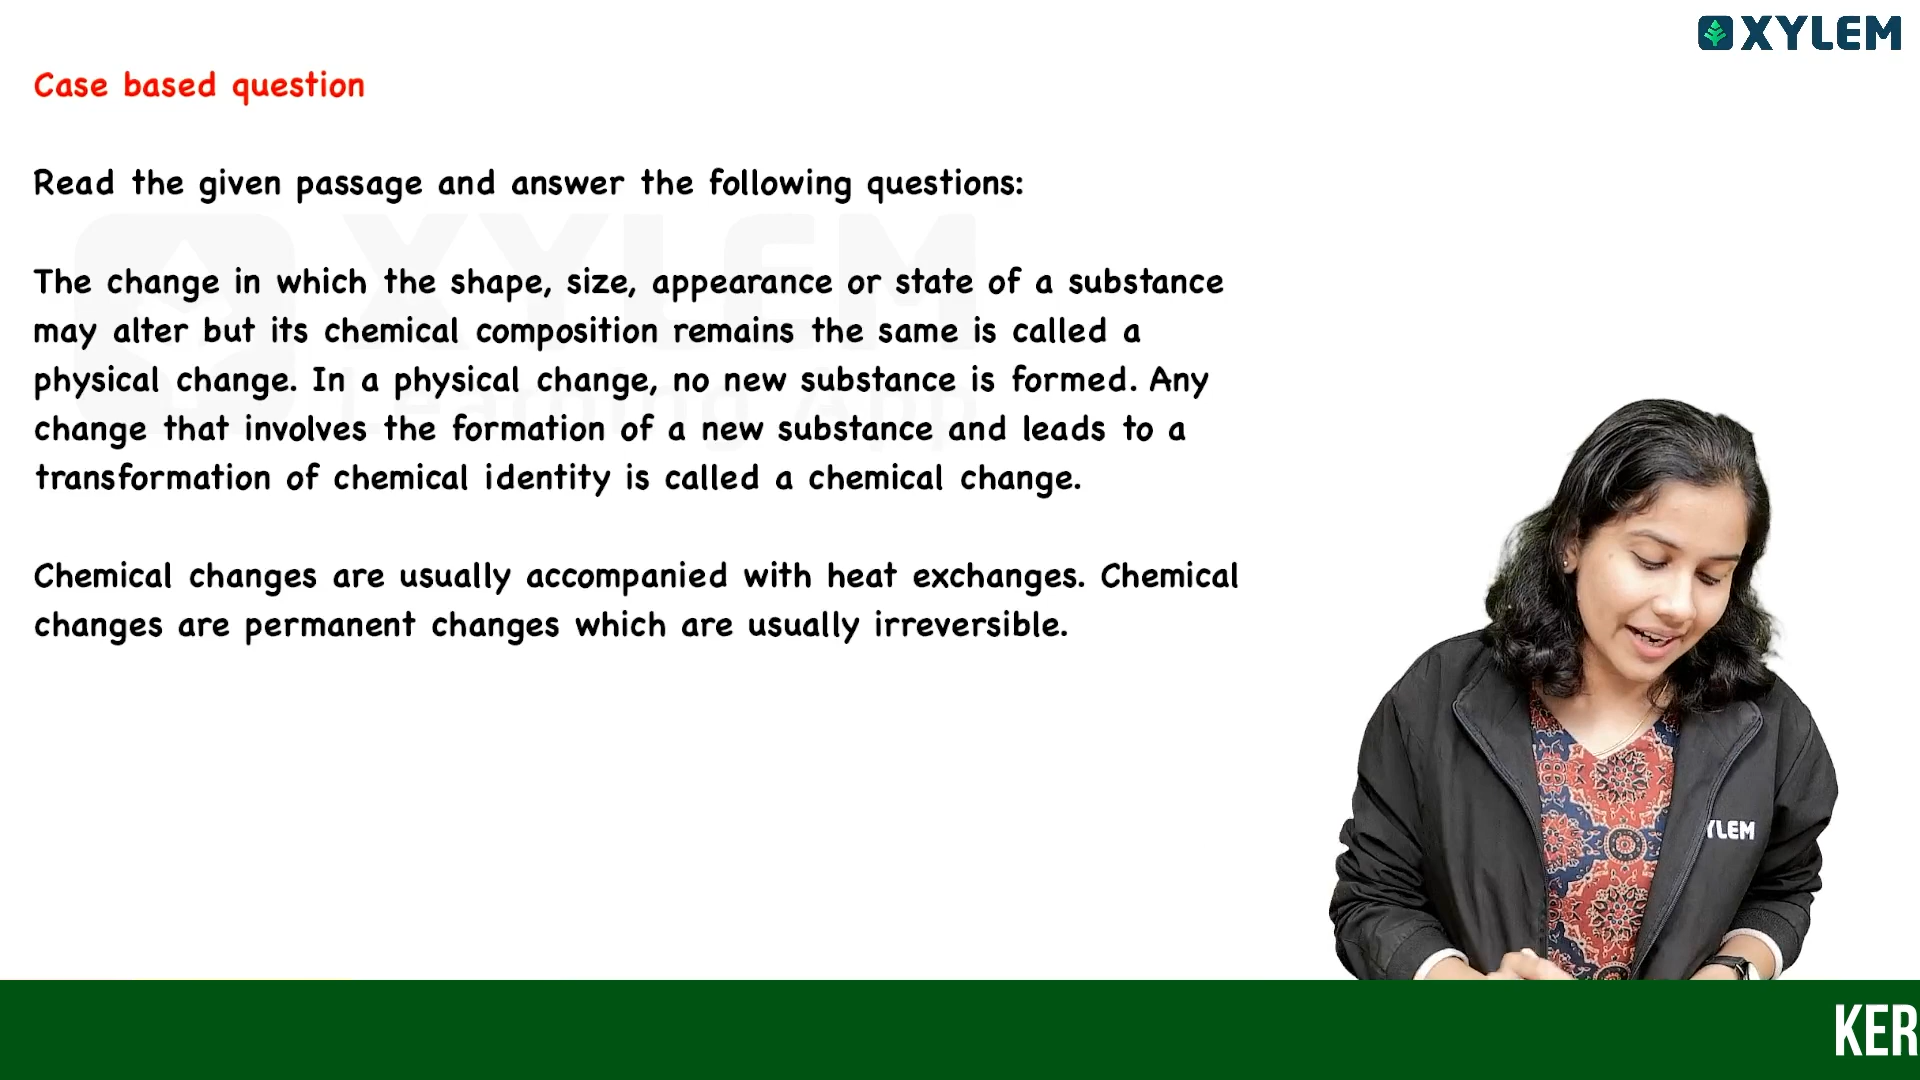 XYLEM
Case based question
Read the given passage and answer the following questions:
The change in which the shape, size, appearance or state of a substance
may alter but its chemical composition remains the same is called a
physical change. In a physical change, no new substance is formed. Any
change that involves the formation of a new substance and leads to a
transformation of chemical identity is called a chemical change.
Chemical changes are usually accompanied with heat exchanges. Chemical
changes are permanent changes which are usually irreversible.
XYLEM
Learning App
YLEM
KER